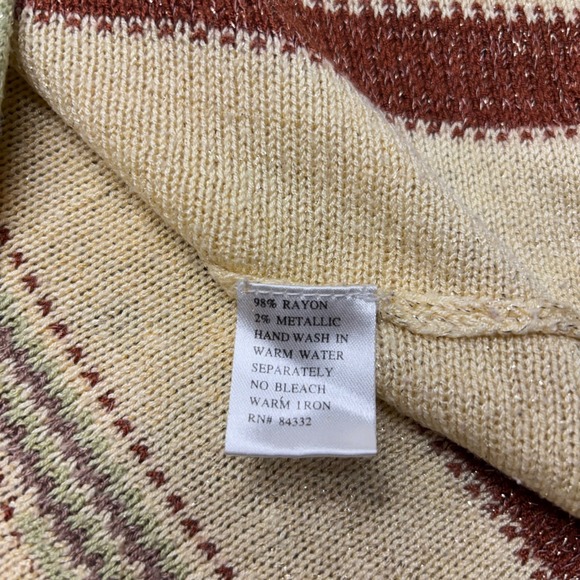 98% RAYON
2% METALLIC
HAND WASH IN
WARM WATER
SEPARATELY
NO BLEACH
WARM IRON
RN# 84332